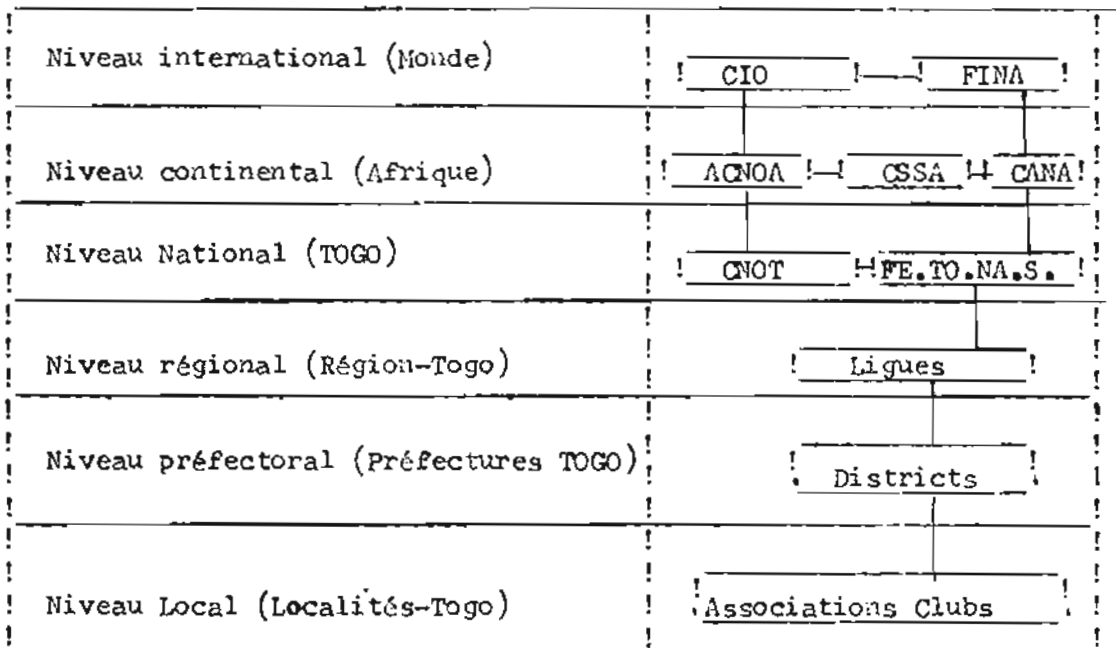 Niveau international (Monde)
CIO FINA
Niveau continental (Afrique)
ACNOA CSSA CANA
Niveau National (TOGO)
CNOT FE.TO.NA.S.
Niveau régional (Région-Togo)
Ligues
Niveau préfectoral (Préfectures TOGO)
Districts
Niveau Local (Localités-Togo)
Associations Clubs